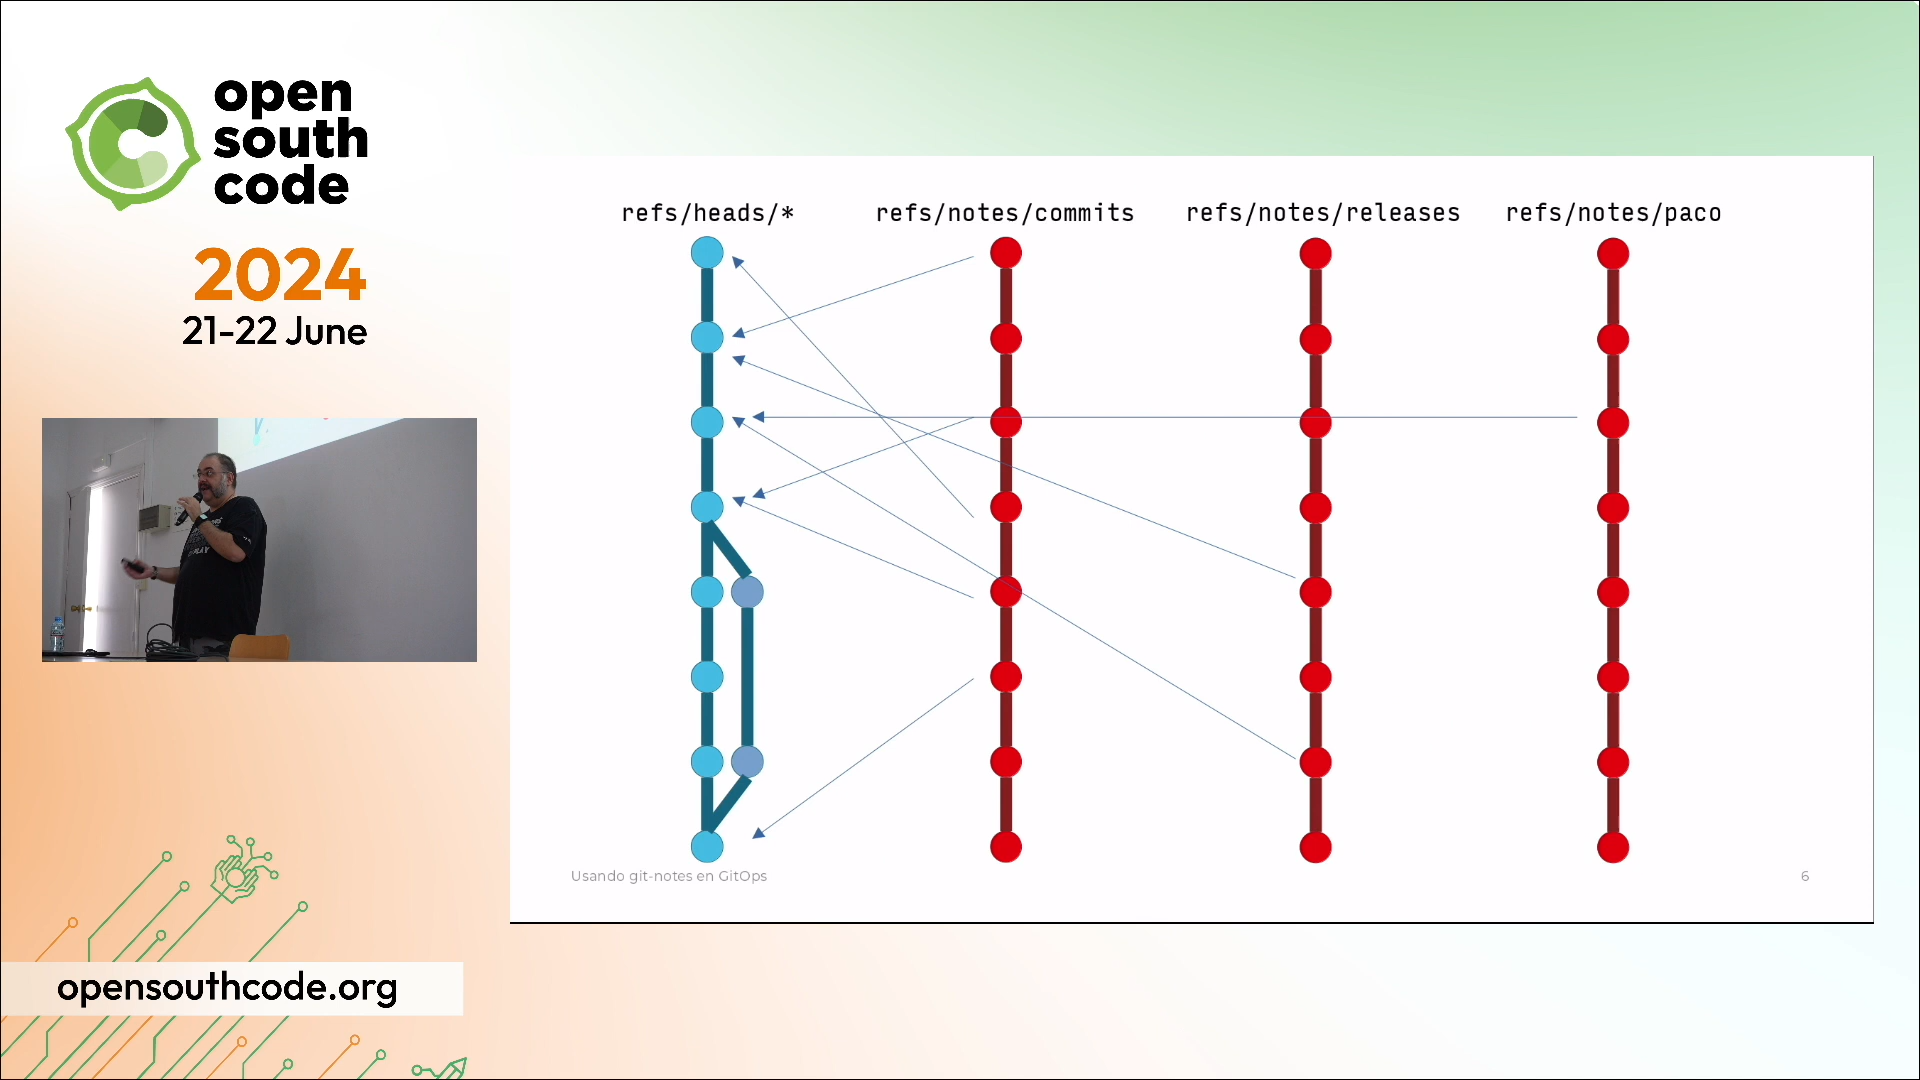 open
south
code
2024
21-22 June
refs/heads/*
refs/notes/commits
refs/notes/releases
refs/notes/paco
Usando git-notes en GitOps
6
opensouthcode.org